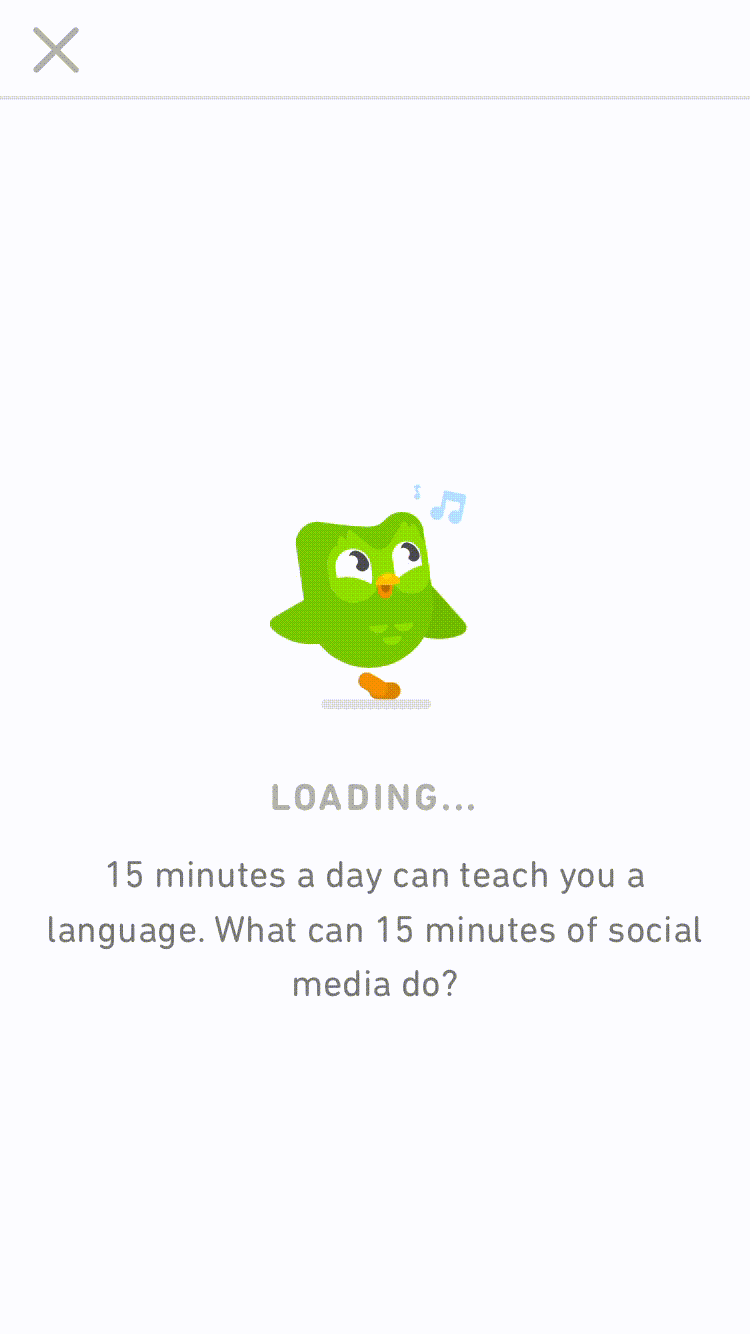 LOADING...
15 minutes a day can teach you a
language. What can 15 minutes of social
media do?